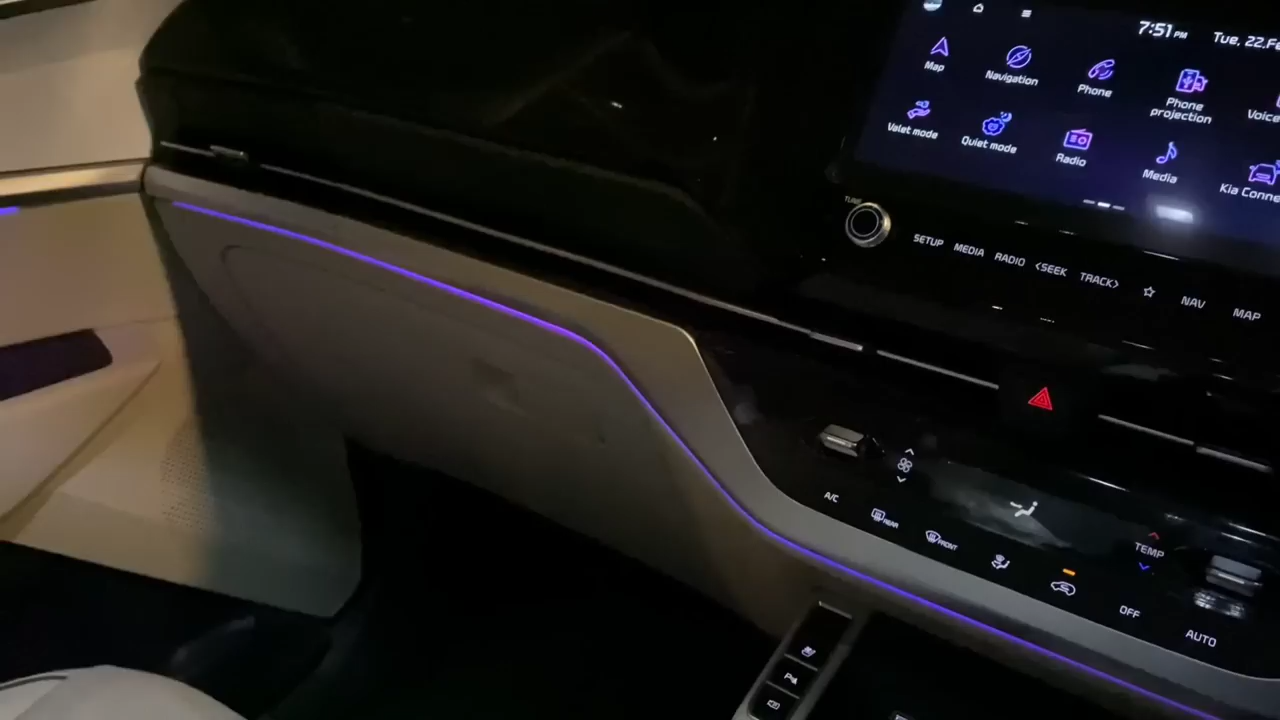 7:51 PM Tue, 22.Fe
Map Navigation Phone Phone projection Voice
Valet mode Quiet mode Radio Media Kia Conne
TUNE
SETUP MEDIA RADIO <SEEK TRACK> NAV MAP
A/C REAR FRONT TEMP
OFF AUTO